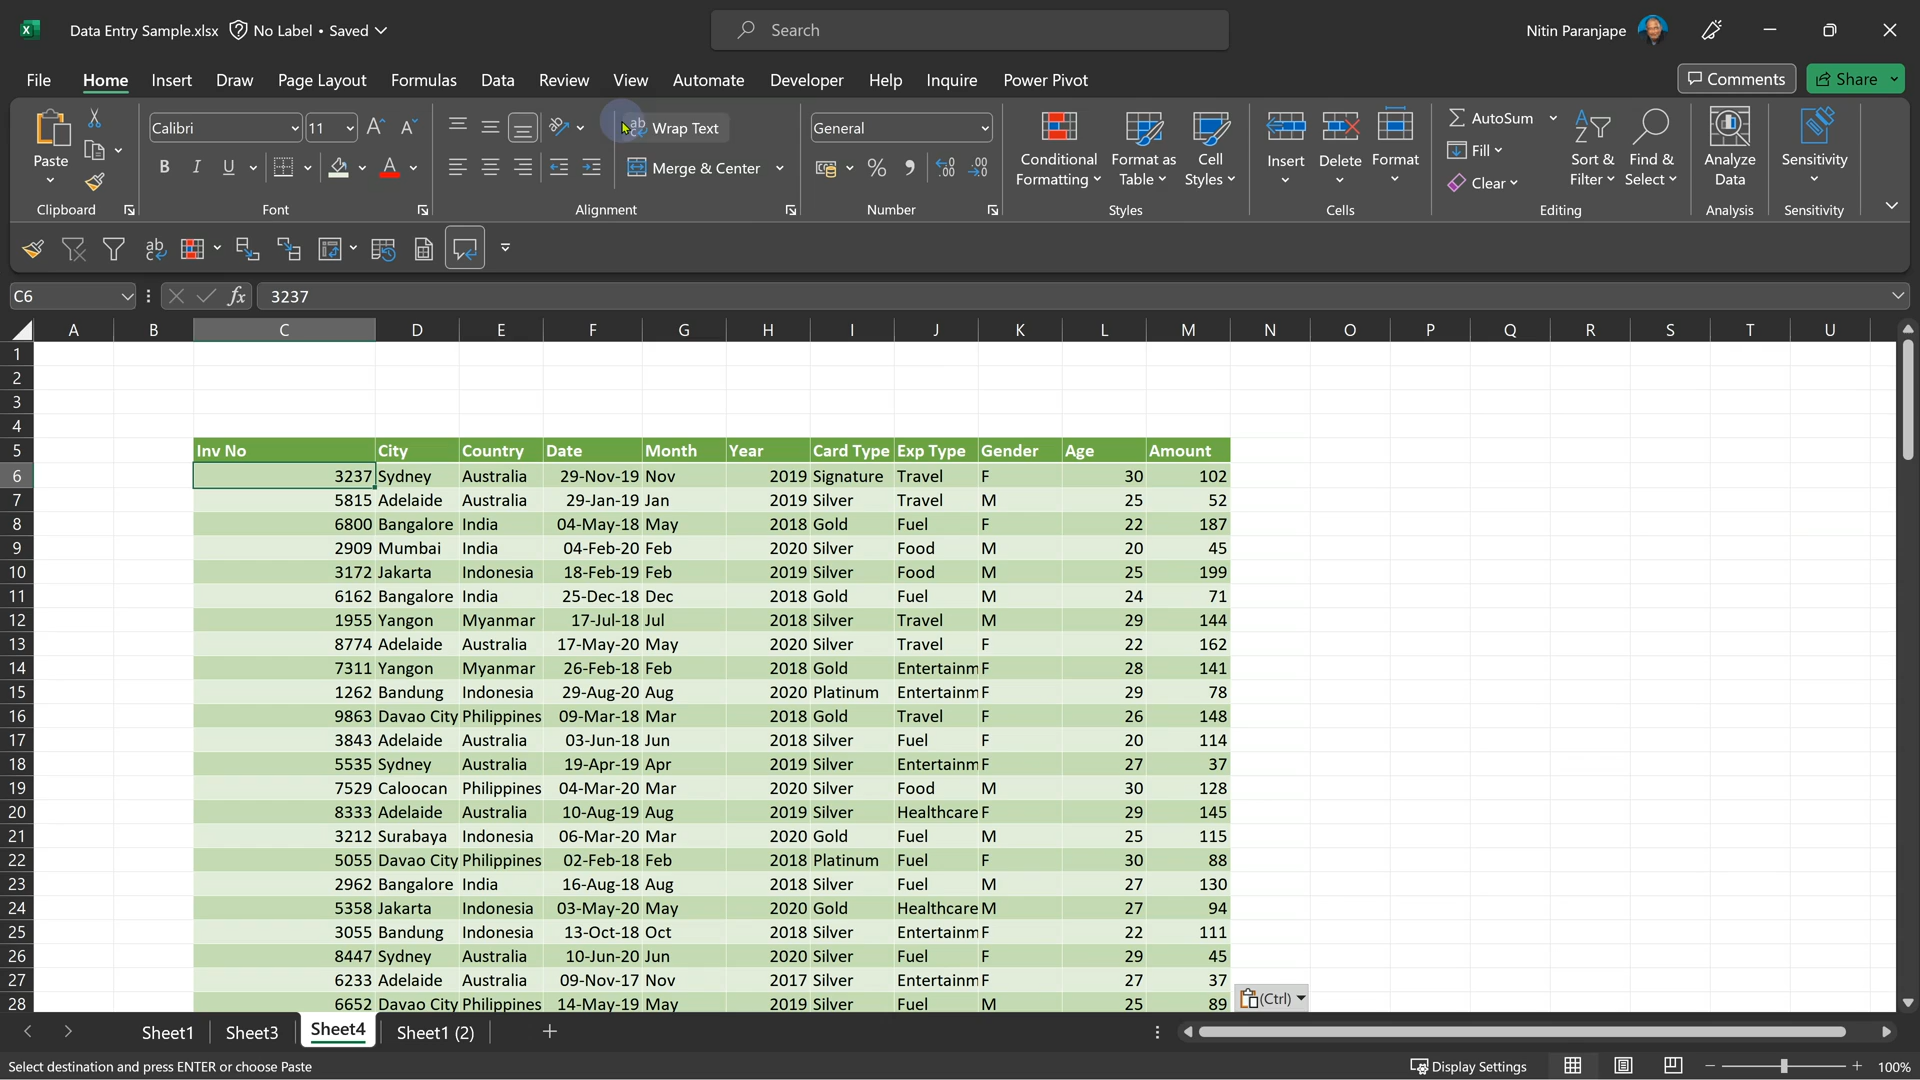 Data Entry Sample.xlsx No Label • Saved
Search
Nitin Paranjape
File Home Insert Draw Page Layout Formulas Data Review View Automate Developer Help Inquire Power Pivot
Comments Share
Paste
Clipboard
Calibri 11
B I U A
Font
ab Wrap Text
Merge & Center
Alignment
General
%
Number
Conditional Formatting
Format as Table
Cell Styles
Styles
Insert Delete Format
Cells
AutoSum
Fill
Clear
Sort & Filter
Find & Select
Editing
Analyze Data
Analysis
Sensitivity
Sensitivity
C6 fx 3237
A B C D E F G H I J K L M N O P Q R S T U
1
2
3
4
5 Inv No City Country Date Month Year Card Type Exp Type Gender Age Amount
6 3237 Sydney Australia 29-Nov-19 Nov 2019 Signature Travel F 30 102
7 5815 Adelaide Australia 29-Jan-19 Jan 2019 Silver Travel M 25 52
8 6800 Bangalore India 04-May-18 May 2018 Gold Fuel F 22 187
9 2909 Mumbai India 04-Feb-20 Feb 2020 Silver Food M 20 45
10 3172 Jakarta Indonesia 18-Feb-19 Feb 2019 Silver Food M 25 199
11 6162 Bangalore India 25-Dec-18 Dec 2018 Gold Fuel M 24 71
12 1955 Yangon Myanmar 17-Jul-18 Jul 2018 Silver Travel M 29 144
13 8774 Adelaide Australia 17-May-20 May 2020 Silver Travel F 22 162
14 7311 Yangon Myanmar 26-Feb-18 Feb 2018 Gold Entertainm F 28 141
15 1262 Bandung Indonesia 29-Aug-20 Aug 2020 Platinum Entertainm F 29 78
16 9863 Davao City Philippines 09-Mar-18 Mar 2018 Gold Travel F 26 148
17 3843 Adelaide Australia 03-Jun-18 Jun 2018 Silver Fuel F 20 114
18 5535 Sydney Australia 19-Apr-19 Apr 2019 Silver Entertainm F 27 37
19 7529 Caloocan Philippines 04-Mar-20 Mar 2020 Silver Food M 30 128
20 8333 Adelaide Australia 10-Aug-19 Aug 2019 Silver Healthcare F 29 145
21 3212 Surabaya Indonesia 06-Mar-20 Mar 2020 Gold Fuel M 25 115
22 5055 Davao City Philippines 02-Feb-18 Feb 2018 Platinum Fuel F 30 88
23 2962 Bangalore India 16-Aug-18 Aug 2018 Silver Fuel M 27 130
24 5358 Jakarta Indonesia 03-May-20 May 2020 Gold Healthcare M 27 94
25 3055 Bandung Indonesia 13-Oct-18 Oct 2018 Silver Entertainm F 22 111
26 8447 Sydney Australia 10-Jun-20 Jun 2020 Silver Fuel F 29 45
27 6233 Adelaide Australia 09-Nov-17 Nov 2017 Silver Entertainm F 27 37
28 6652 Davao City Philippines 14-May-19 May 2019 Silver Fuel M 25 89
(Ctrl)
Sheet1 Sheet3 Sheet4 Sheet1 (2)
Select destination and press ENTER or choose Paste
Display Settings
100%